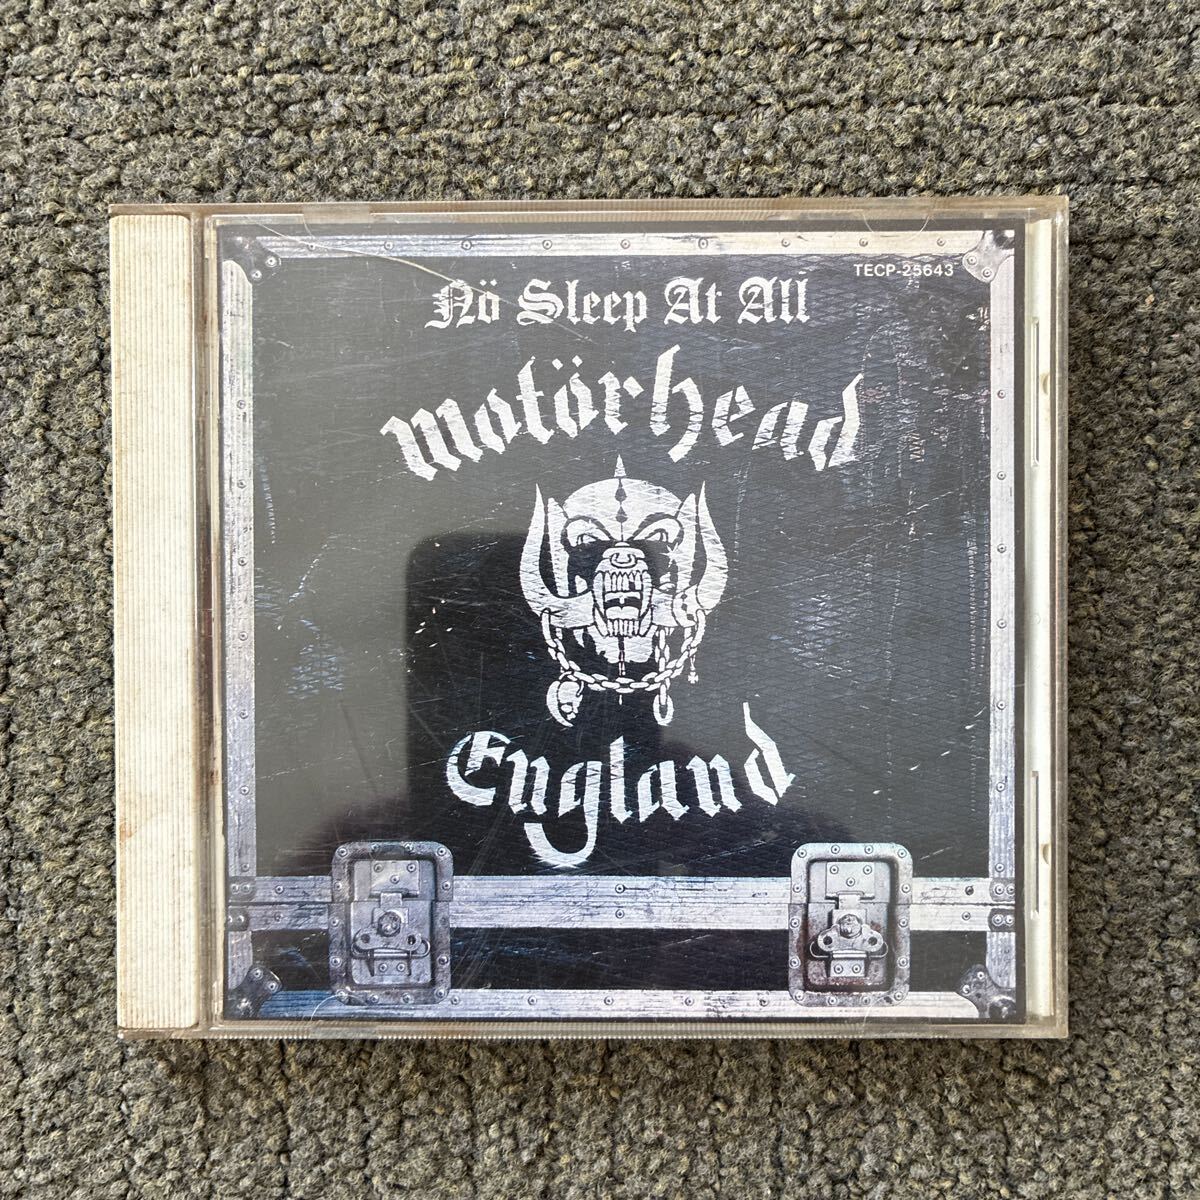 TECP-25643
Nö Sleep At All
motörhead
England